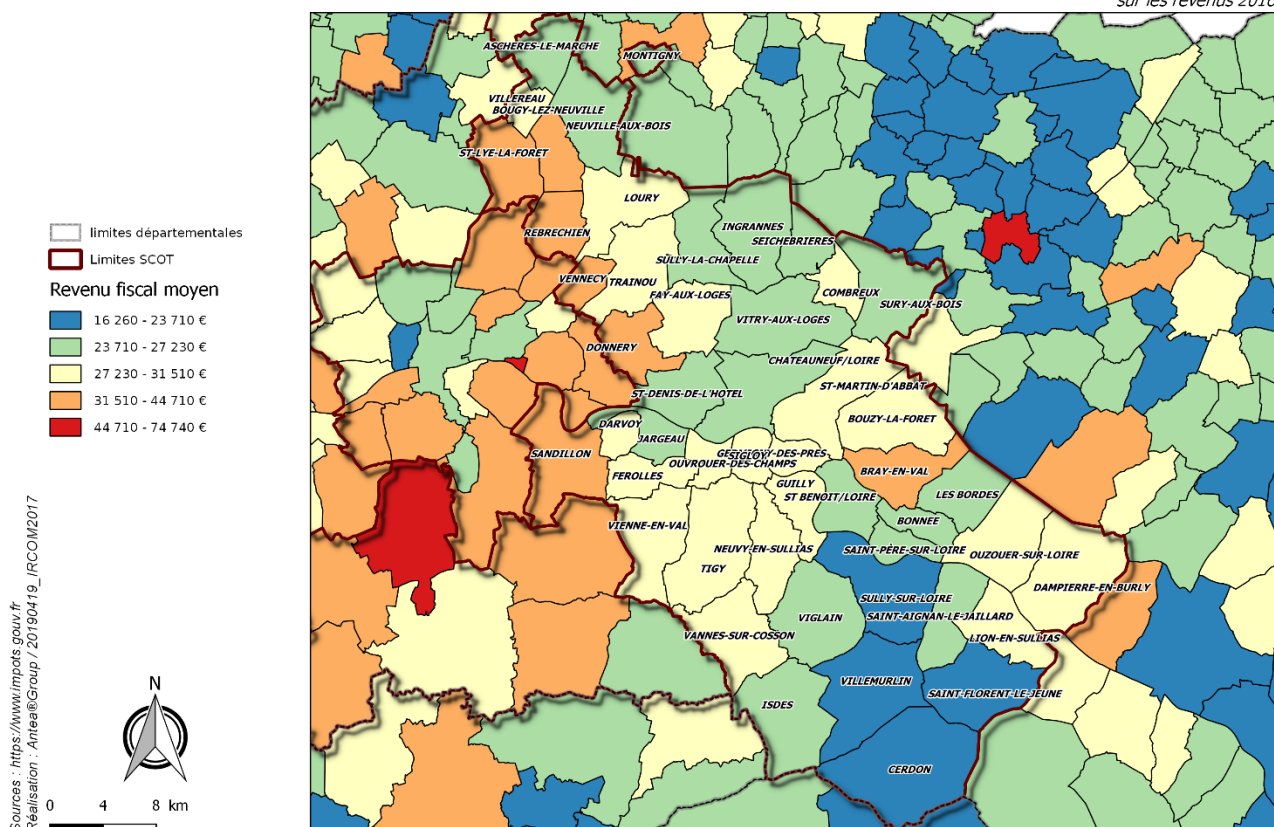 sur les revenus 2016
ASCHERES-LE-MARCHE
MONTIGNY
VILLEREAU
BOUGY-LEZ-NEUVILLE
NEUVILLE-AUX-BOIS
ST-LYE-LA-FORET
LOURY
INGRANNES
REBRECHIEN
SEICHEBRIERES
SULLY-LA-CHAPELLE
VENNECY
TRAINOU
FAY-AUX-LOGES
COMBREUX
SURY-AUX-BOIS
VITRY-AUX-LOGES
DONNERY
CHATEAUNEUF/LOIRE
ST-MARTIN-D'ABBAT
ST-DENIS-DE-L'HOTEL
BOUZY-LA-FORET
DARVOY
JARGEAU
SANDILLON
SIGLOY
OUVROUER-DES-CHAMPS
BRAY-EN-VAL
FEROLLES
GUILLY
ST BENOIT/LOIRE
LES BORDES
BONNEE
VIENNE-EN-VAL
NEUVY-EN-SULLIAS
SAINT-PÈRE-SUR-LOIRE
OUZOUER-SUR-LOIRE
TIGY
DAMPIERRE-EN-BURLY
SULLY-SUR-LOIRE
VIGLAIN
SAINT-AIGNAN-LE-JAILLARD
VANNES-SUR-COSSON
LION-EN-SULLIAS
VILLEMURLIN
SAINT-FLORENT-LE-JEUNE
ISDES
CERDON
limites départementales
Limites SCOT
Revenu fiscal moyen
16 260 - 23 710 €
23 710 - 27 230 €
27 230 - 31 510 €
31 510 - 44 710 €
44 710 - 74 740 €
N
0 4 8 km
Sources : https://www.impots.gouv.fr
Réalisation : Antea®Group / 20190419_IRCOM2017